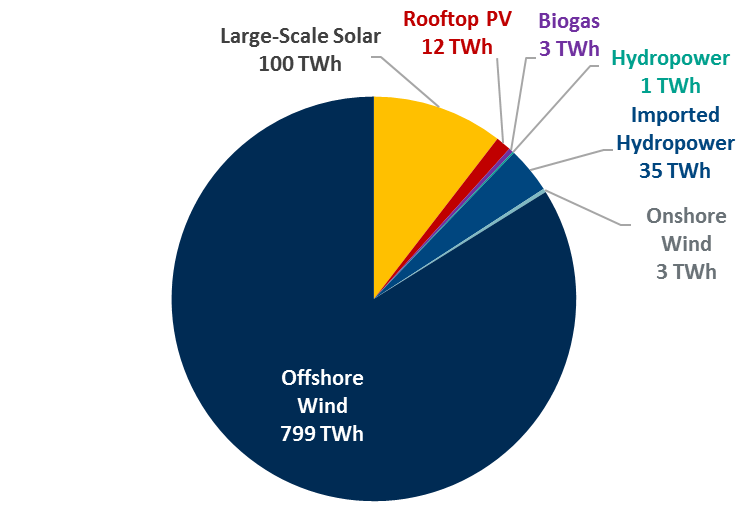 Large-Scale Solar
100 TWh
Rooftop PV
12 TWh
Biogas
3 TWh
Hydropower
1 TWh
Imported
Hydropower
35 TWh
Onshore
Wind
3 TWh
Offshore
Wind
799 TWh